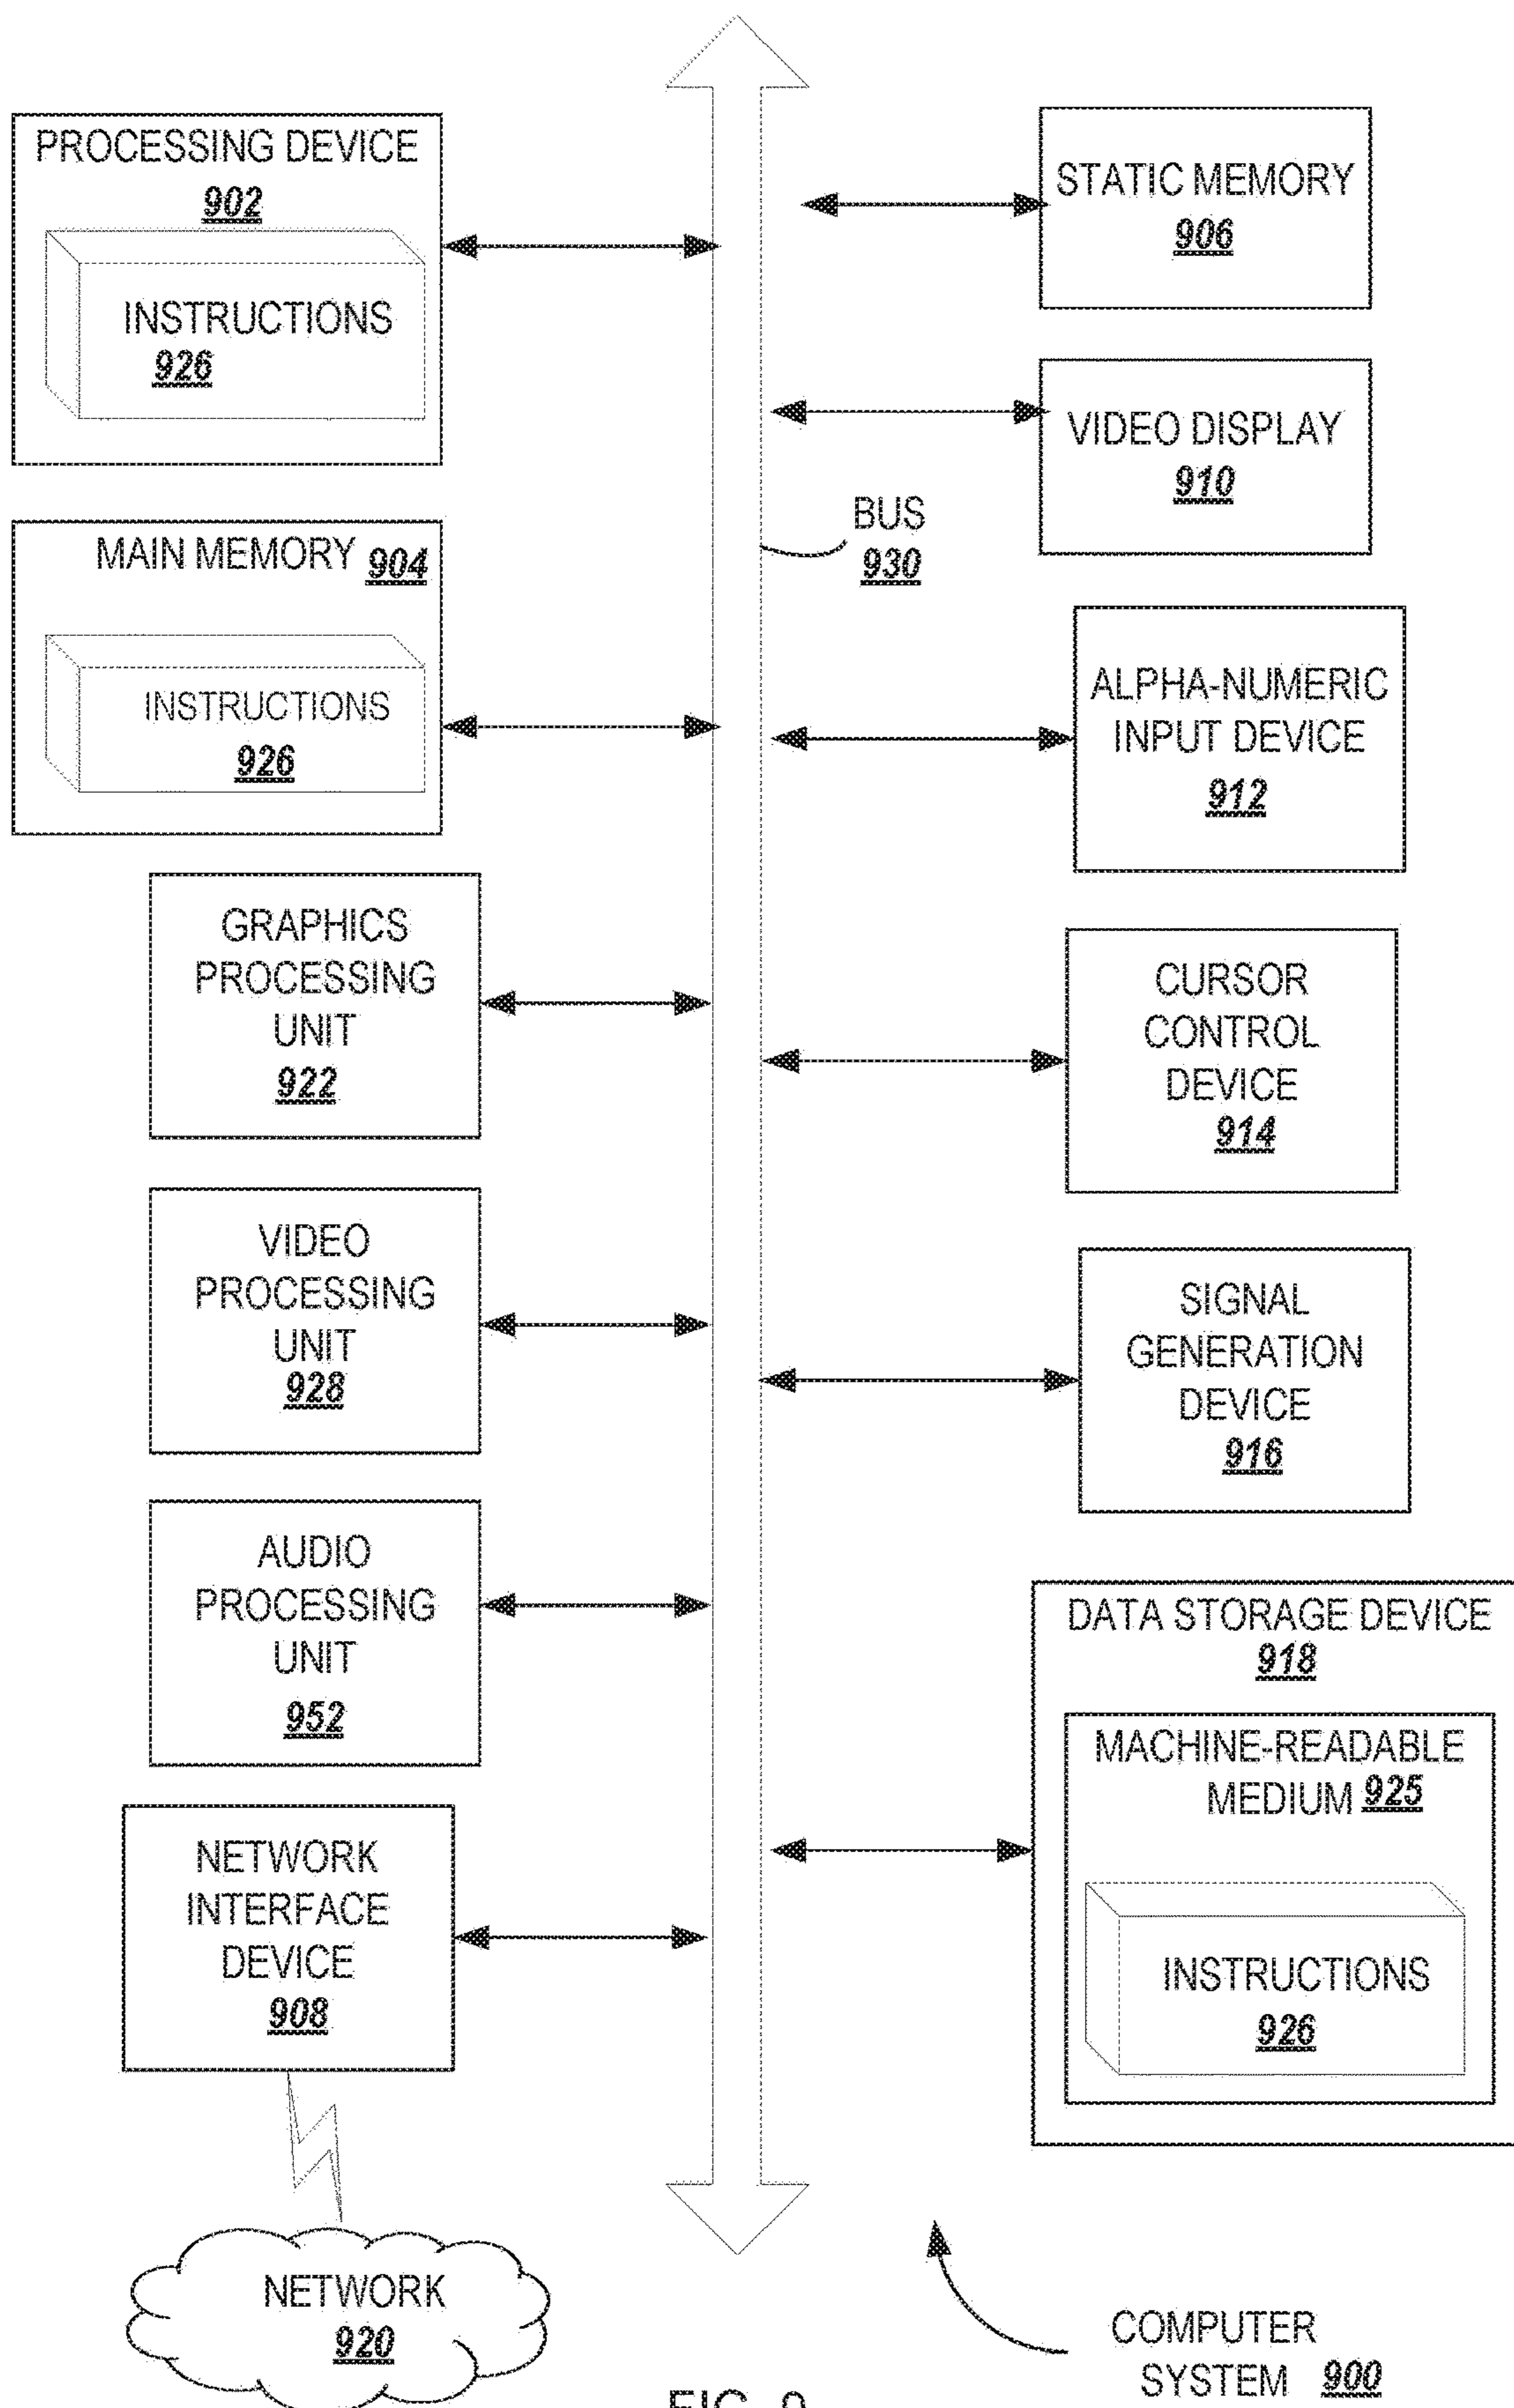 PROCESSING DEVICE
902
INSTRUCTIONS
926
MAIN MEMORY 904
INSTRUCTIONS
926
GRAPHICS
PROCESSING
UNIT
922
VIDEO
PROCESSING
UNIT
928
AUDIO
PROCESSING
UNIT
952
NETWORK
INTERFACE
DEVICE
908
NETWORK
920
BUS
930
STATIC MEMORY
906
VIDEO DISPLAY
910
ALPHA-NUMERIC
INPUT DEVICE
912
CURSOR
CONTROL
DEVICE
914
SIGNAL
GENERATION
DEVICE
916
DATA STORAGE DEVICE
918
MACHINE-READABLE
MEDIUM 925
INSTRUCTIONS
926
COMPUTER
SYSTEM 900
FIG. 9